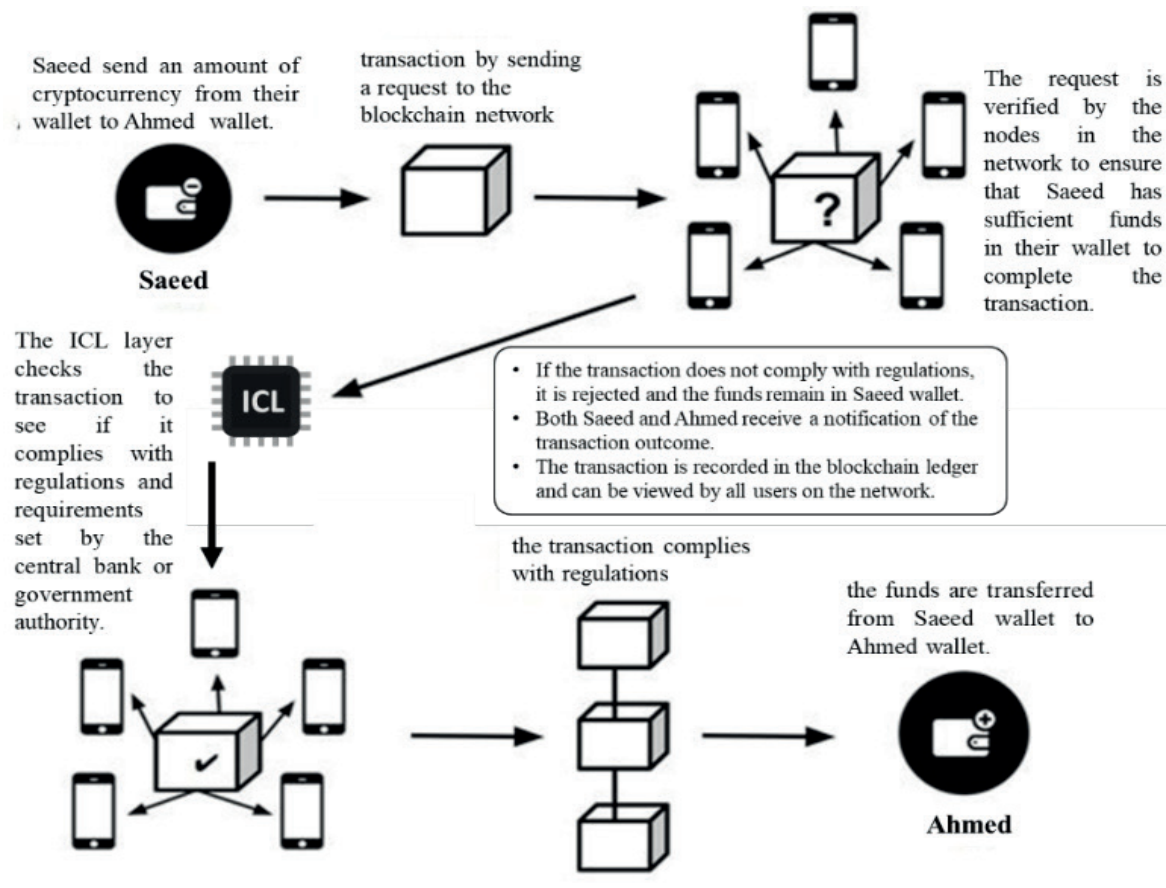 Saeed send an amount of
cryptocurrency from their
wallet to Ahmed wallet.
Saeed
transaction by sending
a request to the
blockchain network
?
The request is
verified by the
nodes in the
network to ensure
that Saeed has
sufficient funds
in their wallet to
complete the
transaction.
The ICL layer
checks the
transaction to
see if it
complies with
regulations and
requirements
set by the
central bank or
government
authority.
ICL
• If the transaction does not comply with regulations,
it is rejected and the funds remain in Saeed wallet.
• Both Saeed and Ahmed receive a notification of the
transaction outcome.
• The transaction is recorded in the blockchain ledger
and can be viewed by all users on the network.
the transaction complies
with regulations
the funds are transferred
from Saeed wallet to
Ahmed wallet.
Ahmed